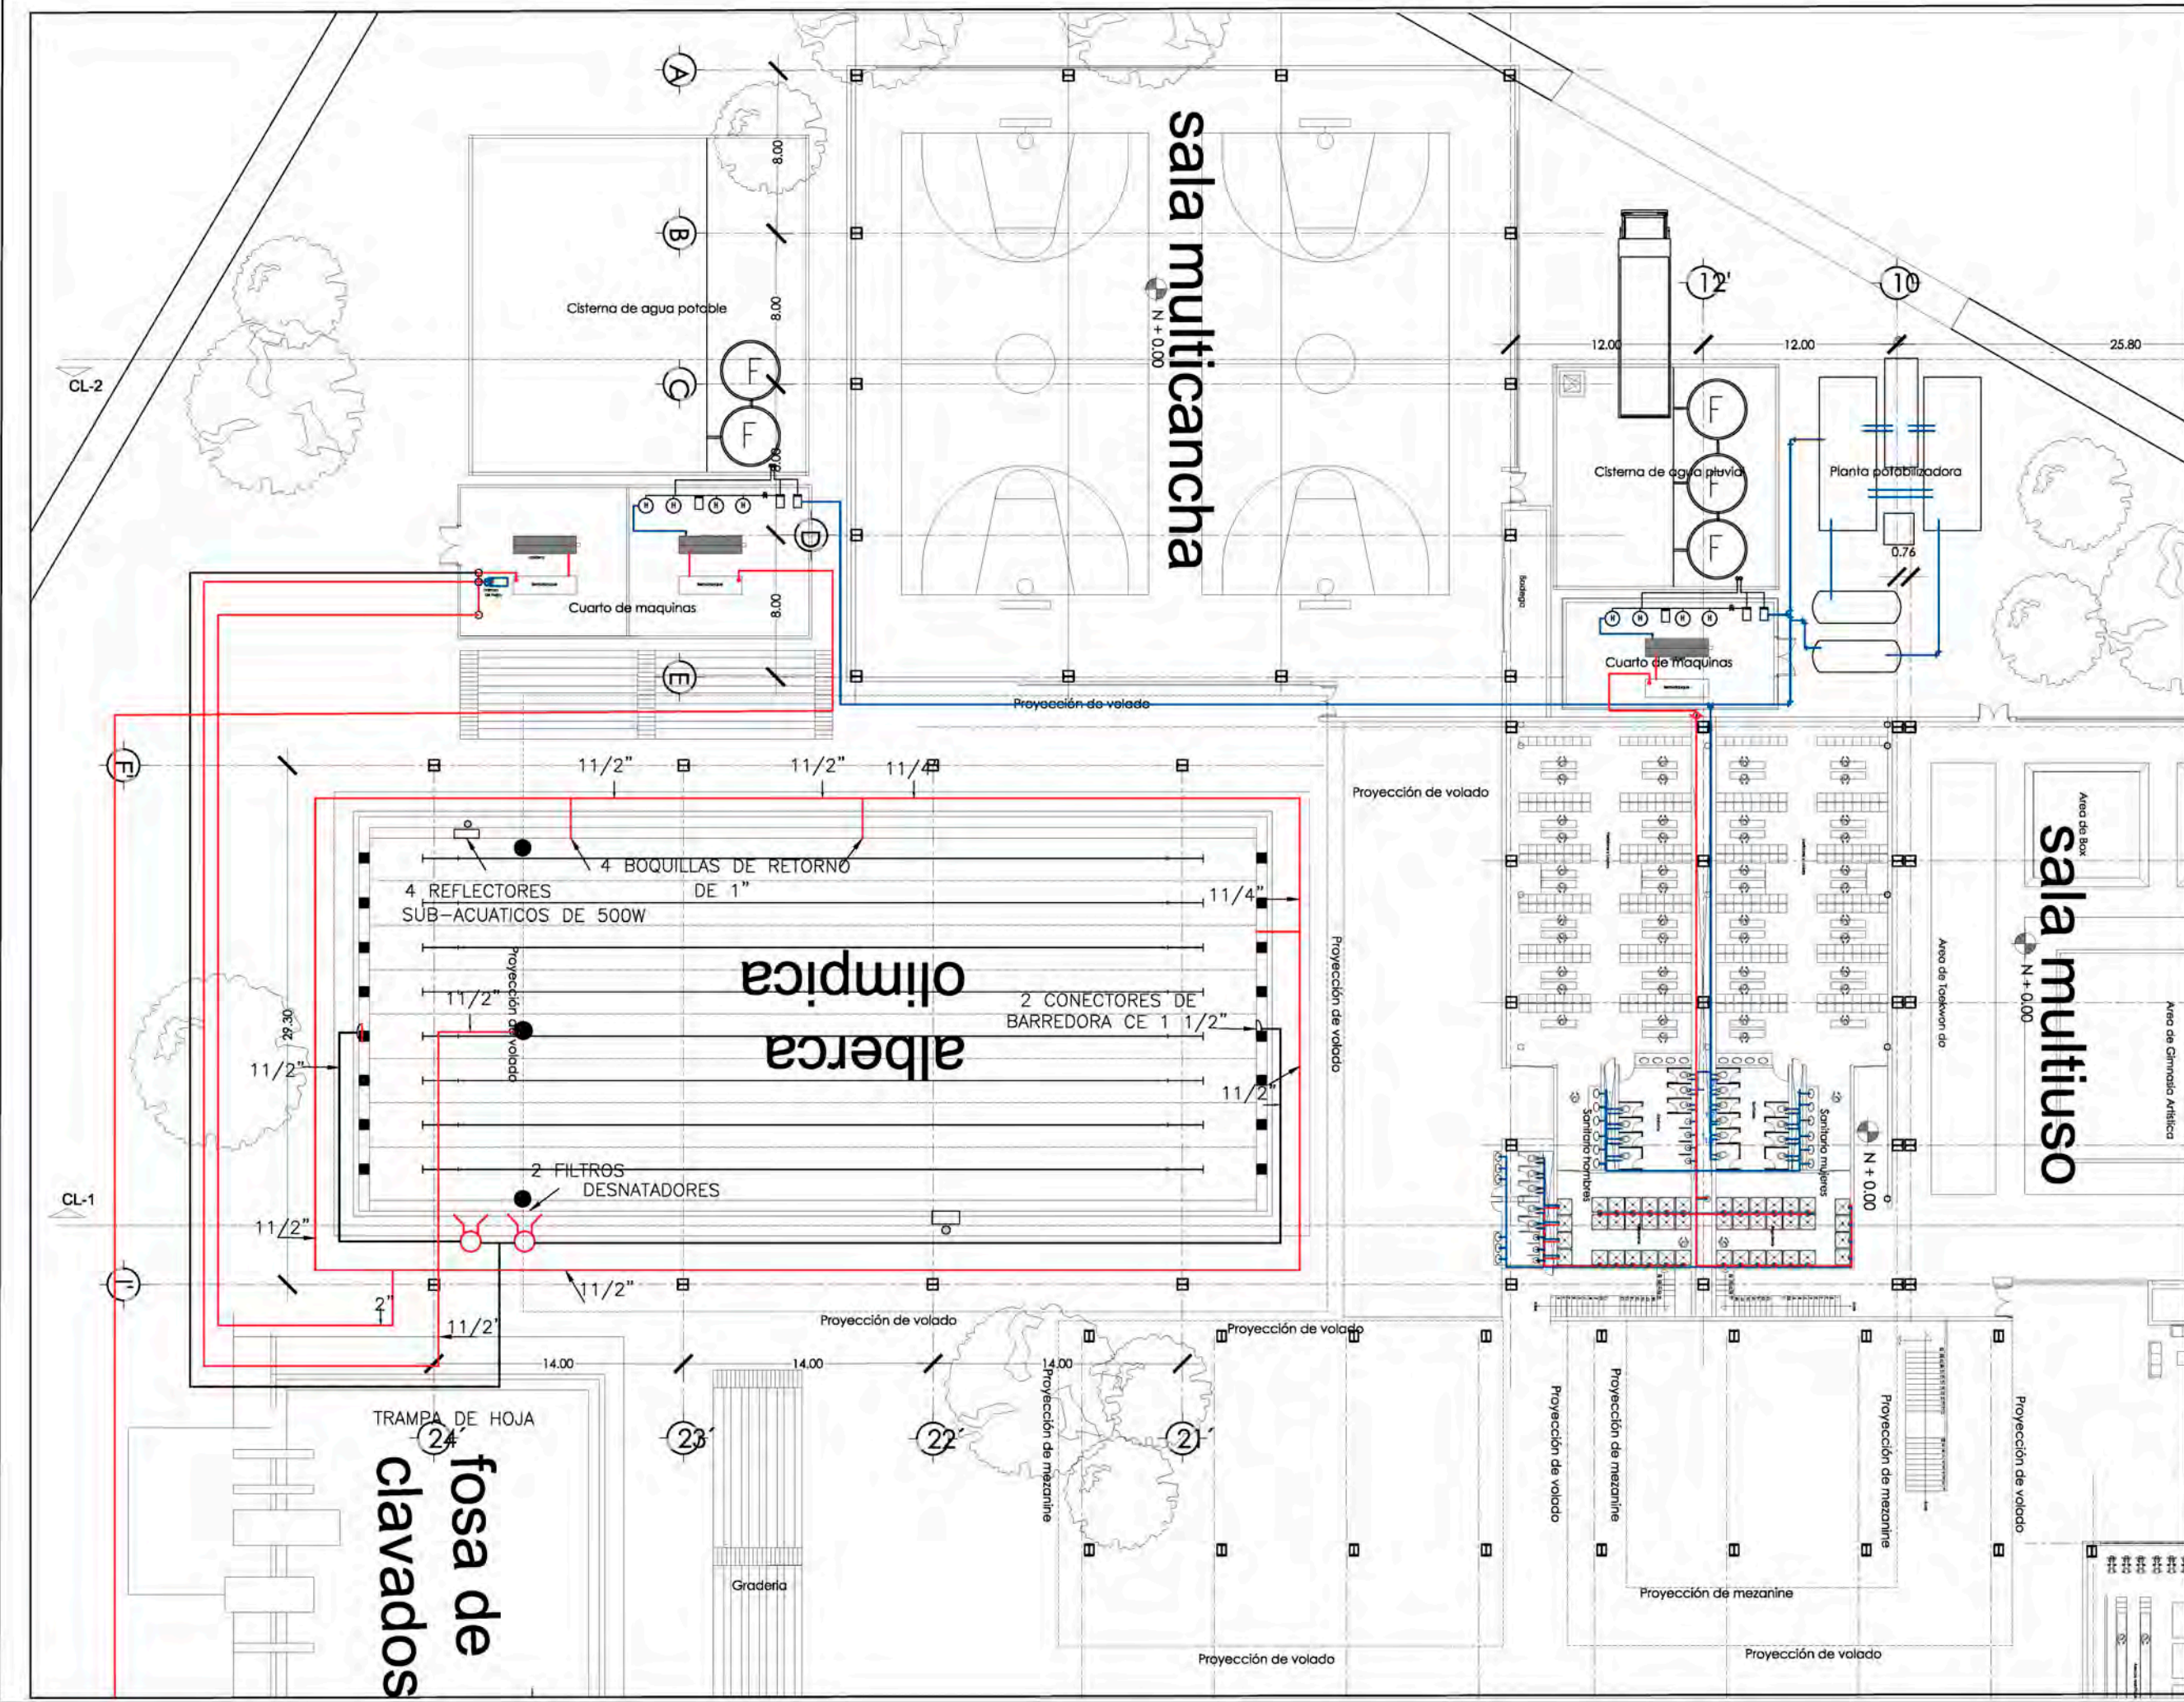 A
B
C
D
E
8.00
8.00
8.00
8.00
Cisterna de agua potable
F
F
CL-2
sala multicancha
N + 0.00
12'
10
12.00
12.00
25.80
F
F
F
Cisterna de agua pluvial
Planta potabilizadora
0.76
H
H
H
H
Cuarto de maquinas
Bodega
H
H
H
H
Cuarto de maquinas
Proyección de volado
F'
I'
29.30
11/2"
11/2"
11/4"
Proyección de volado
4 BOQUILLAS DE RETORNO
DE 1"
4 REFLECTORES
SUB-ACUATICOS DE 500W
11/4"
Proyección de volado
Proyección de volado
alberca
olimpica
11/2"
2 CONECTORES DE
BARREDORA CE 1 1/2"
11/2"
11/2"
2 FILTROS
DESNATADORES
CL-1
11/2"
11/2"
2"
11/2"
Proyección de volado
Proyección de volado
14.00
14.00
14.00
TRAMPA DE HOJA
24'
23'
22'
21'
fosa de
clavados
Graderia
Proyección de mezanine
Proyección de volado
Area de Box
sala multiuso
N + 0.00
Area de Taekwon do
Area de Gimnasia Artistica
Sanitario hombres
Sanitario mujeres
N + 0.00
Proyección de volado
Proyección de mezanine
Proyección de mezanine
Proyección de volado
Proyección de mezanine
Proyección de volado